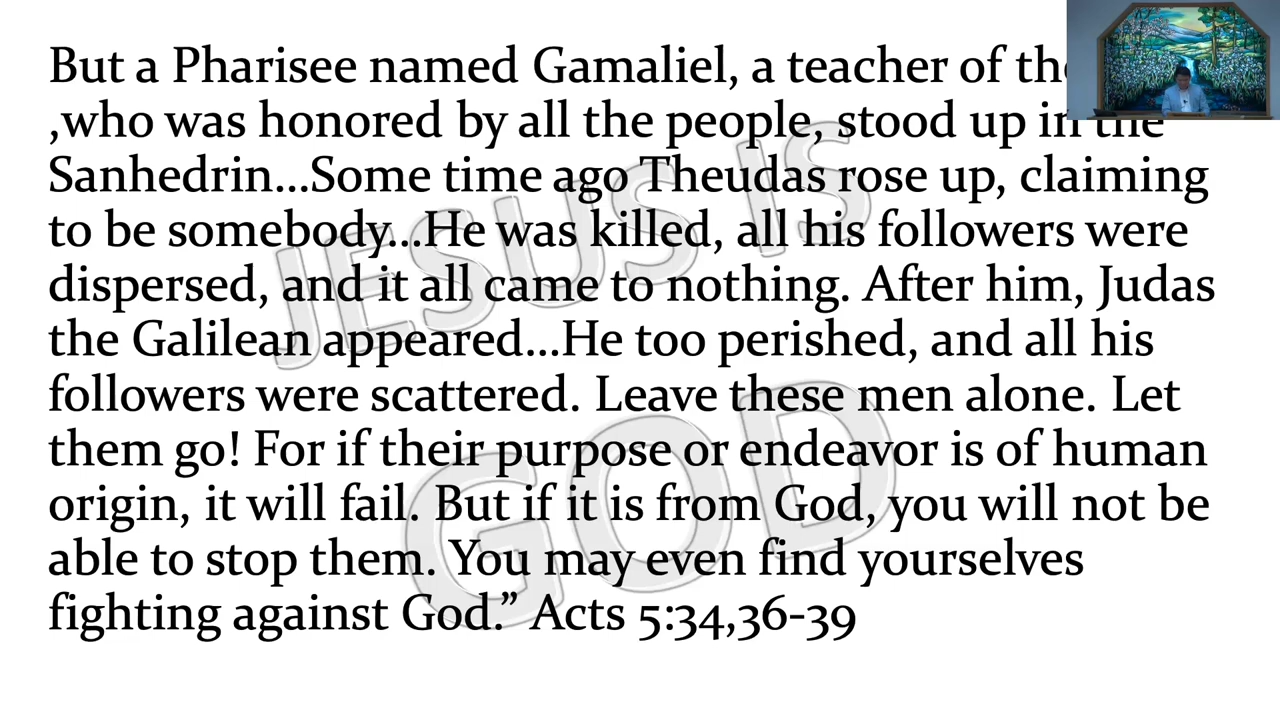 But a Pharisee named Gamaliel, a teacher of the
,who was honored by all the people, stood up in the
Sanhedrin...Some time ago Theudas rose up, claiming
to be somebody...He was killed, all his followers were
dispersed, and it all came to nothing. After him, Judas
the Galilean appeared...He too perished, and all his
followers were scattered. Leave these men alone. Let
them go! For if their purpose or endeavor is of human
origin, it will fail. But if it is from God, you will not be
able to stop them. You may even find yourselves
fighting against God.” Acts 5:34,36-39
JESUS IS
GOD